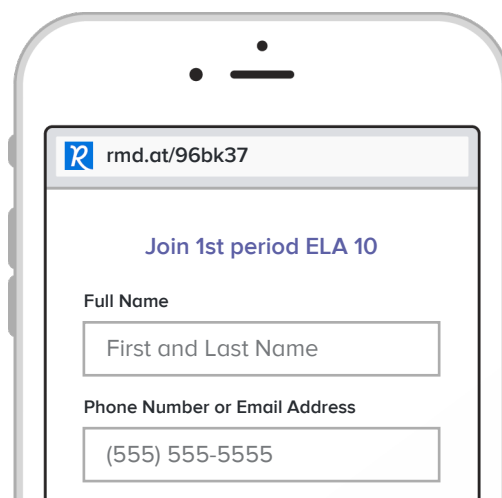 rmd.at/96bk37
Join 1st period ELA 10
Full Name
First and Last Name
Phone Number or Email Address
(555) 555-5555